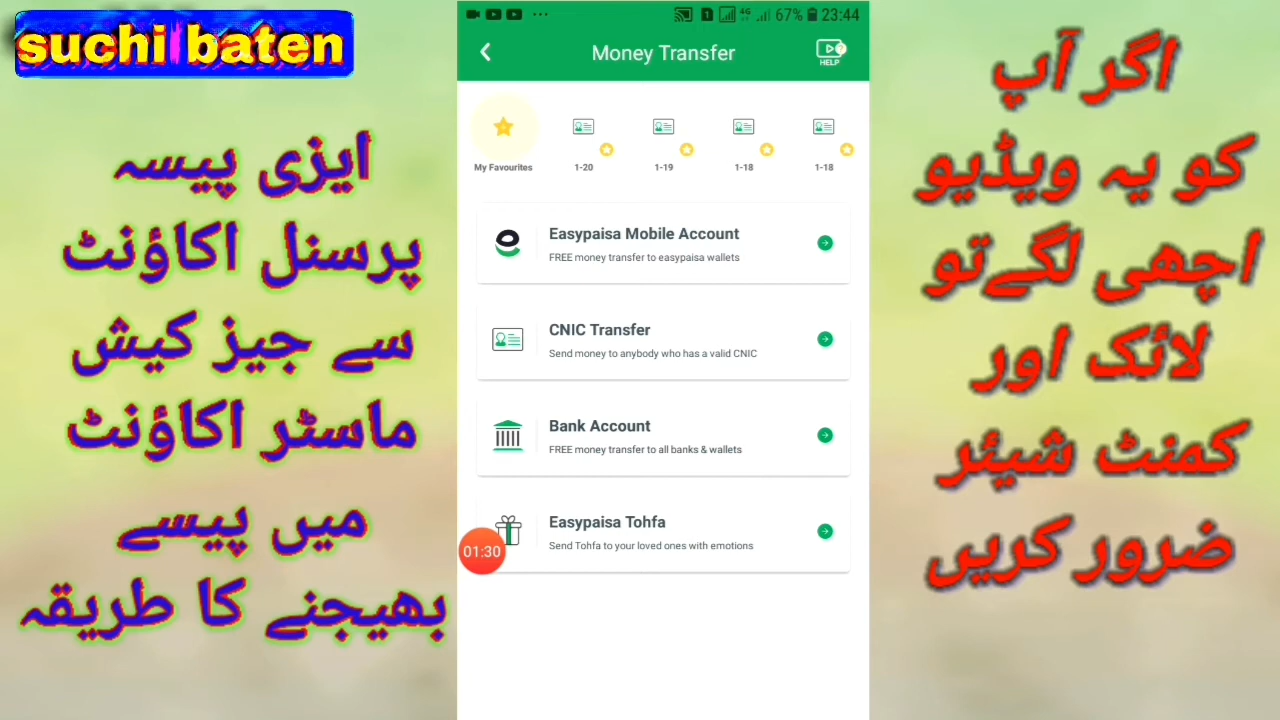 suchi baten
ایزی پیسہ
پرسنل اکاؤنٹ
سے جیز کیش
ماسٹر اکاؤنٹ
میں پیسے
بھیجنے کا طریقہ
67% 23:44
Money Transfer
HELP
My Favourites
1-20
1-19
1-18
1-18
Easypaisa Mobile Account
FREE money transfer to easypaisa wallets
CNIC Transfer
Send money to anybody who has a valid CNIC
Bank Account
FREE money transfer to all banks & wallets
Easypaisa Tohfa
Send Tohfa to your loved ones with emotions
01:30
اگر آپ
کو یہ ویڈیو
اچھی لگے تو
لائک اور
کمنٹ شیئر
ضرور کریں